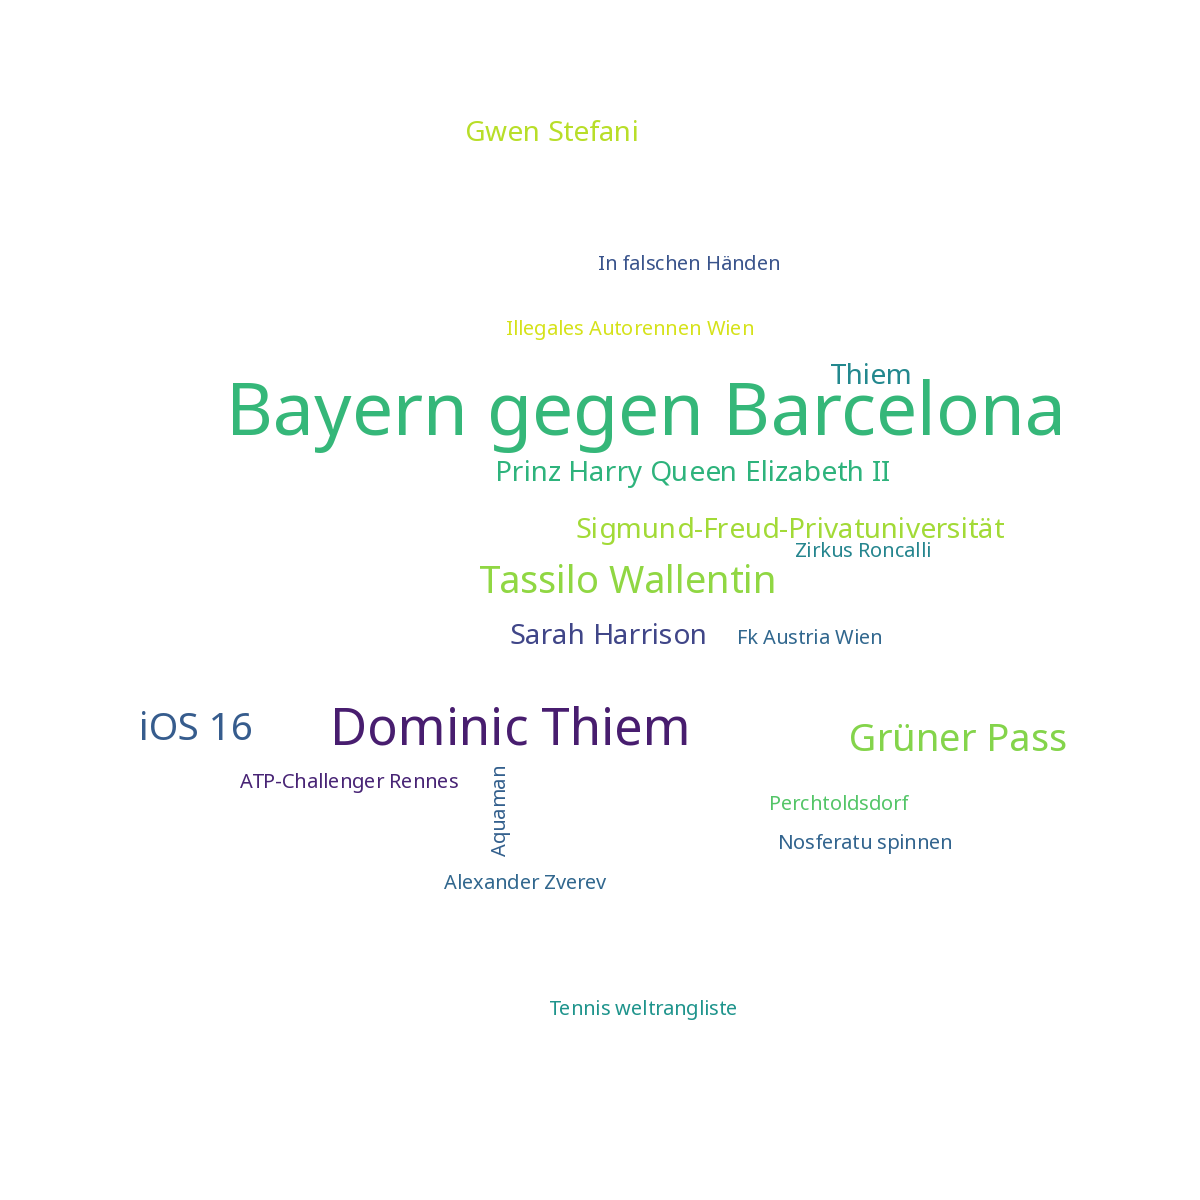 Gwen Stefani
In falschen Händen
Illegales Autorennen Wien
Thiem
Bayern gegen Barcelona
Prinz Harry Queen Elizabeth II
Sigmund-Freud-Privatuniversität
Zirkus Roncalli
Tassilo Wallentin
Sarah Harrison
Fk Austria Wien
iOS 16
Dominic Thiem
Grüner Pass
ATP-Challenger Rennes
Aquaman
Perchtoldsdorf
Nosferatu spinnen
Alexander Zverev
Tennis weltrangliste